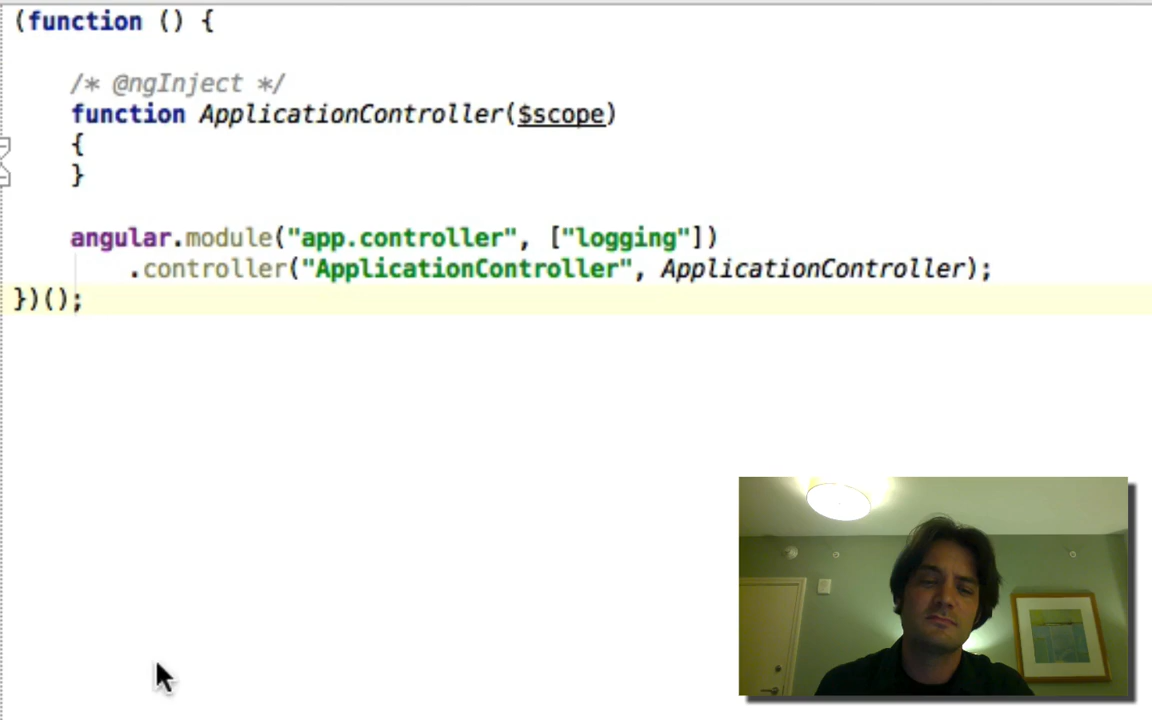 (function () {
/* @ngInject */
function ApplicationController($scope)
{
}
angular.module("app.controller", ["logging"])
.controller("ApplicationController", ApplicationController);
})();